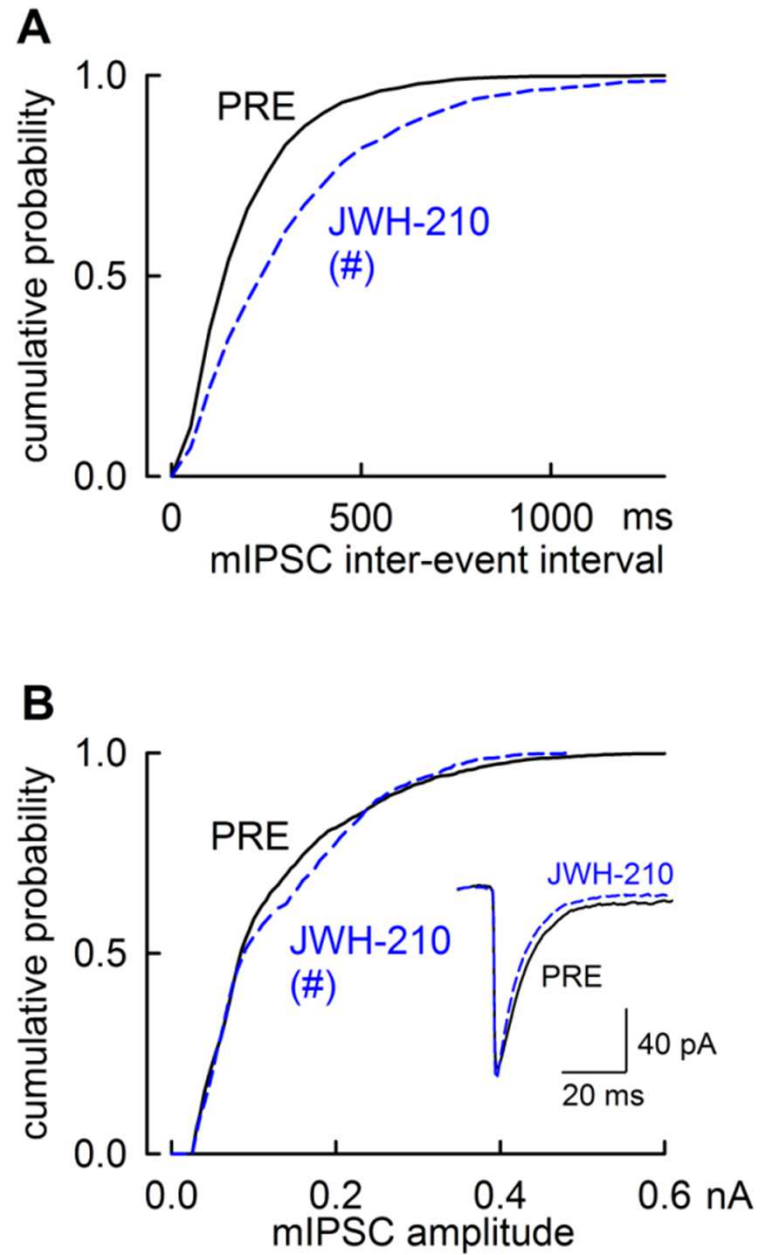 A
cumulative probability
1.0
0.5
0.0
PRE
JWH-210
(#)
0 500 1000 ms
mIPSC inter-event interval
B
cumulative probability
1.0
0.5
0.0
PRE
JWH-210
(#)
JWH-210
PRE
40 pA
20 ms
0.0 0.2 0.4 0.6 nA
mIPSC amplitude